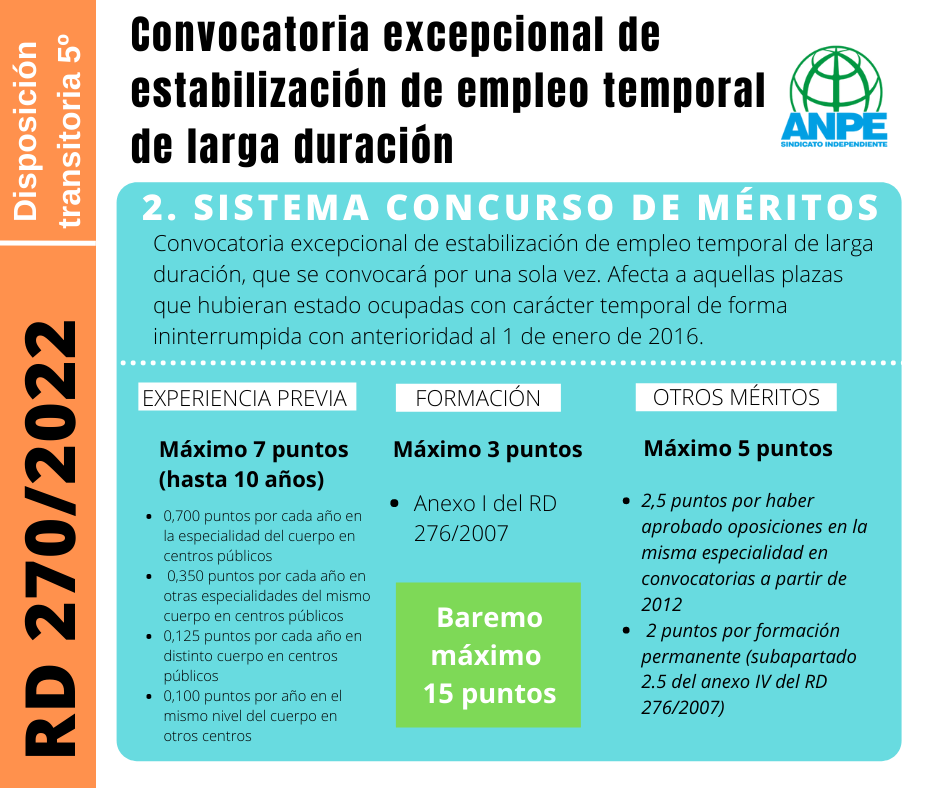 Disposición
transitoria 5º
RD 270/2022
Convocatoria excepcional de
estabilización de empleo temporal
de larga duración
ANPE
SINDICATO INDEPENDIENTE
2. SISTEMA CONCURSO DE MÉRITOS
Convocatoria excepcional de estabilización de empleo temporal de larga
duración, que se convocará por una sola vez. Afecta a aquellas plazas
que hubieran estado ocupadas con carácter temporal de forma
ininterrumpida con anterioridad al 1 de enero de 2016.
EXPERIENCIA PREVIA
Máximo 7 puntos
(hasta 10 años)
• 0,700 puntos por cada año en
la especialidad del cuerpo en
centros públicos
• 0,350 puntos por cada año en
otras especialidades del mismo
cuerpo en centros públicos
• 0,125 puntos por cada año en
distinto cuerpo en centros
públicos
• 0,100 puntos por año en el
mismo nivel del cuerpo en
otros centros
FORMACIÓN
Máximo 3 puntos
• Anexo I del RD
276/2007
Baremo
máximo
15 puntos
OTROS MÉRITOS
Máximo 5 puntos
• 2,5 puntos por haber
aprobado oposiciones en la
misma especialidad en
convocatorias a partir de
2012
• 2 puntos por formación
permanente (subapartado
2.5 del anexo IV del RD
276/2007)